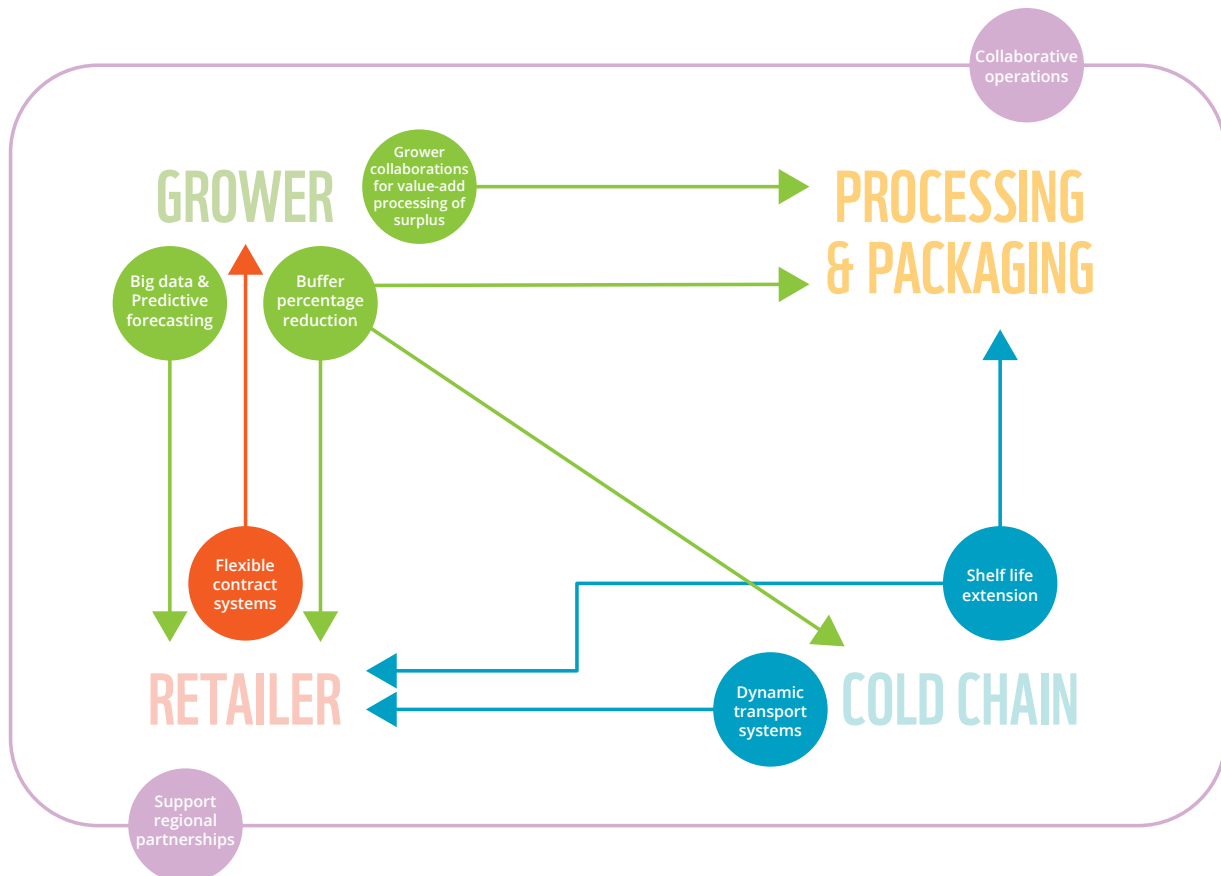 Collaborative
operations
GROWER
Grower
collaborations
for value-add
processing of
surplus
PROCESSING
& PACKAGING
Big data &
Predictive
forecasting
Buffer
percentage
reduction
Flexible
contract
systems
Shelf life
extension
RETAILER
Dynamic
transport
systems
COLD CHAIN
Support
regional
partnerships